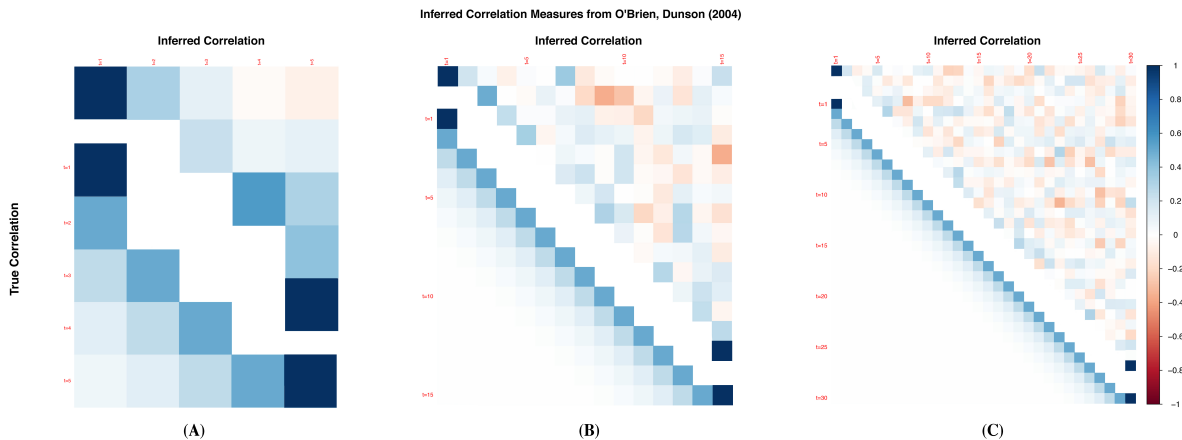 Inferred Correlation Measures from O'Brien, Dunson (2004)
Inferred Correlation
Inferred Correlation
Inferred Correlation
True Correlation
t=1
t=2
t=3
t=4
t=5
t=1
t=2
t=3
t=4
t=5
t=1
t=5
t=10
t=15
t=1
t=5
t=10
t=15
t=1
t=5
t=10
t=15
t=20
t=25
t=30
t=1
t=5
t=10
t=15
t=20
t=25
t=30
1
0.8
0.6
0.4
0.2
0
−0.2
−0.4
−0.6
−0.8
−1
(A)
(B)
(C)